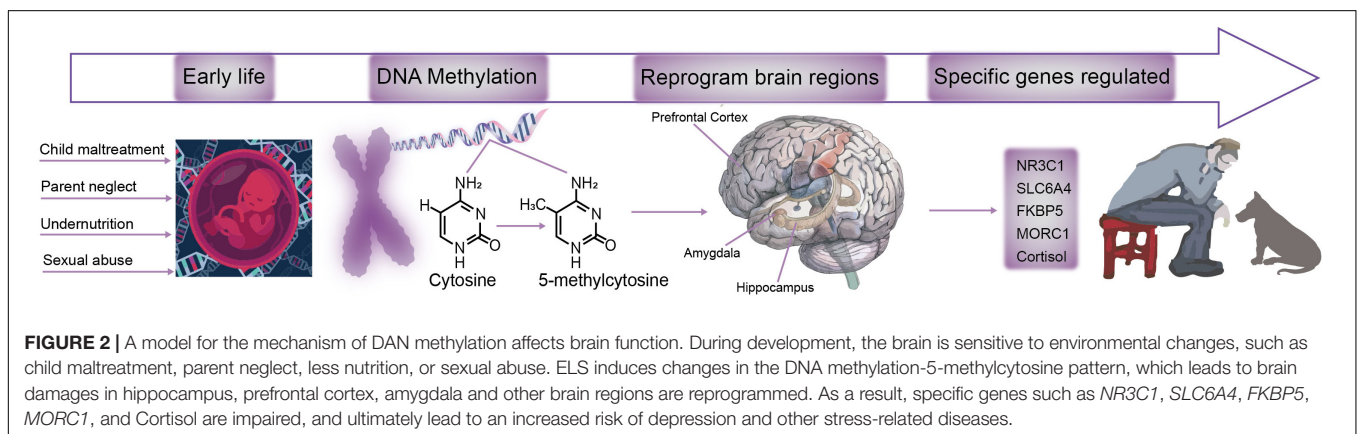 Early life
DNA Methylation
Reprogram brain regions
Specific genes regulated
Child maltreatment
Parent neglect
Undernutrition
Sexual abuse
NH₂
H
N
N
H
O
Cytosine
NH₂
H₃C
N
N
H
O
5-methylcytosine
Prefrontal Cortex
Amygdala
Hippocampus
NR3C1
SLC6A4
FKBP5
MORC1
Cortisol
FIGURE 2 | A model for the mechanism of DAN methylation affects brain function. During development, the brain is sensitive to environmental changes, such as
child maltreatment, parent neglect, less nutrition, or sexual abuse. ELS induces changes in the DNA methylation-5-methylcytosine pattern, which leads to brain
damages in hippocampus, prefrontal cortex, amygdala and other brain regions are reprogrammed. As a result, specific genes such as NR3C1, SLC6A4, FKBP5,
MORC1, and Cortisol are impaired, and ultimately lead to an increased risk of depression and other stress-related diseases.